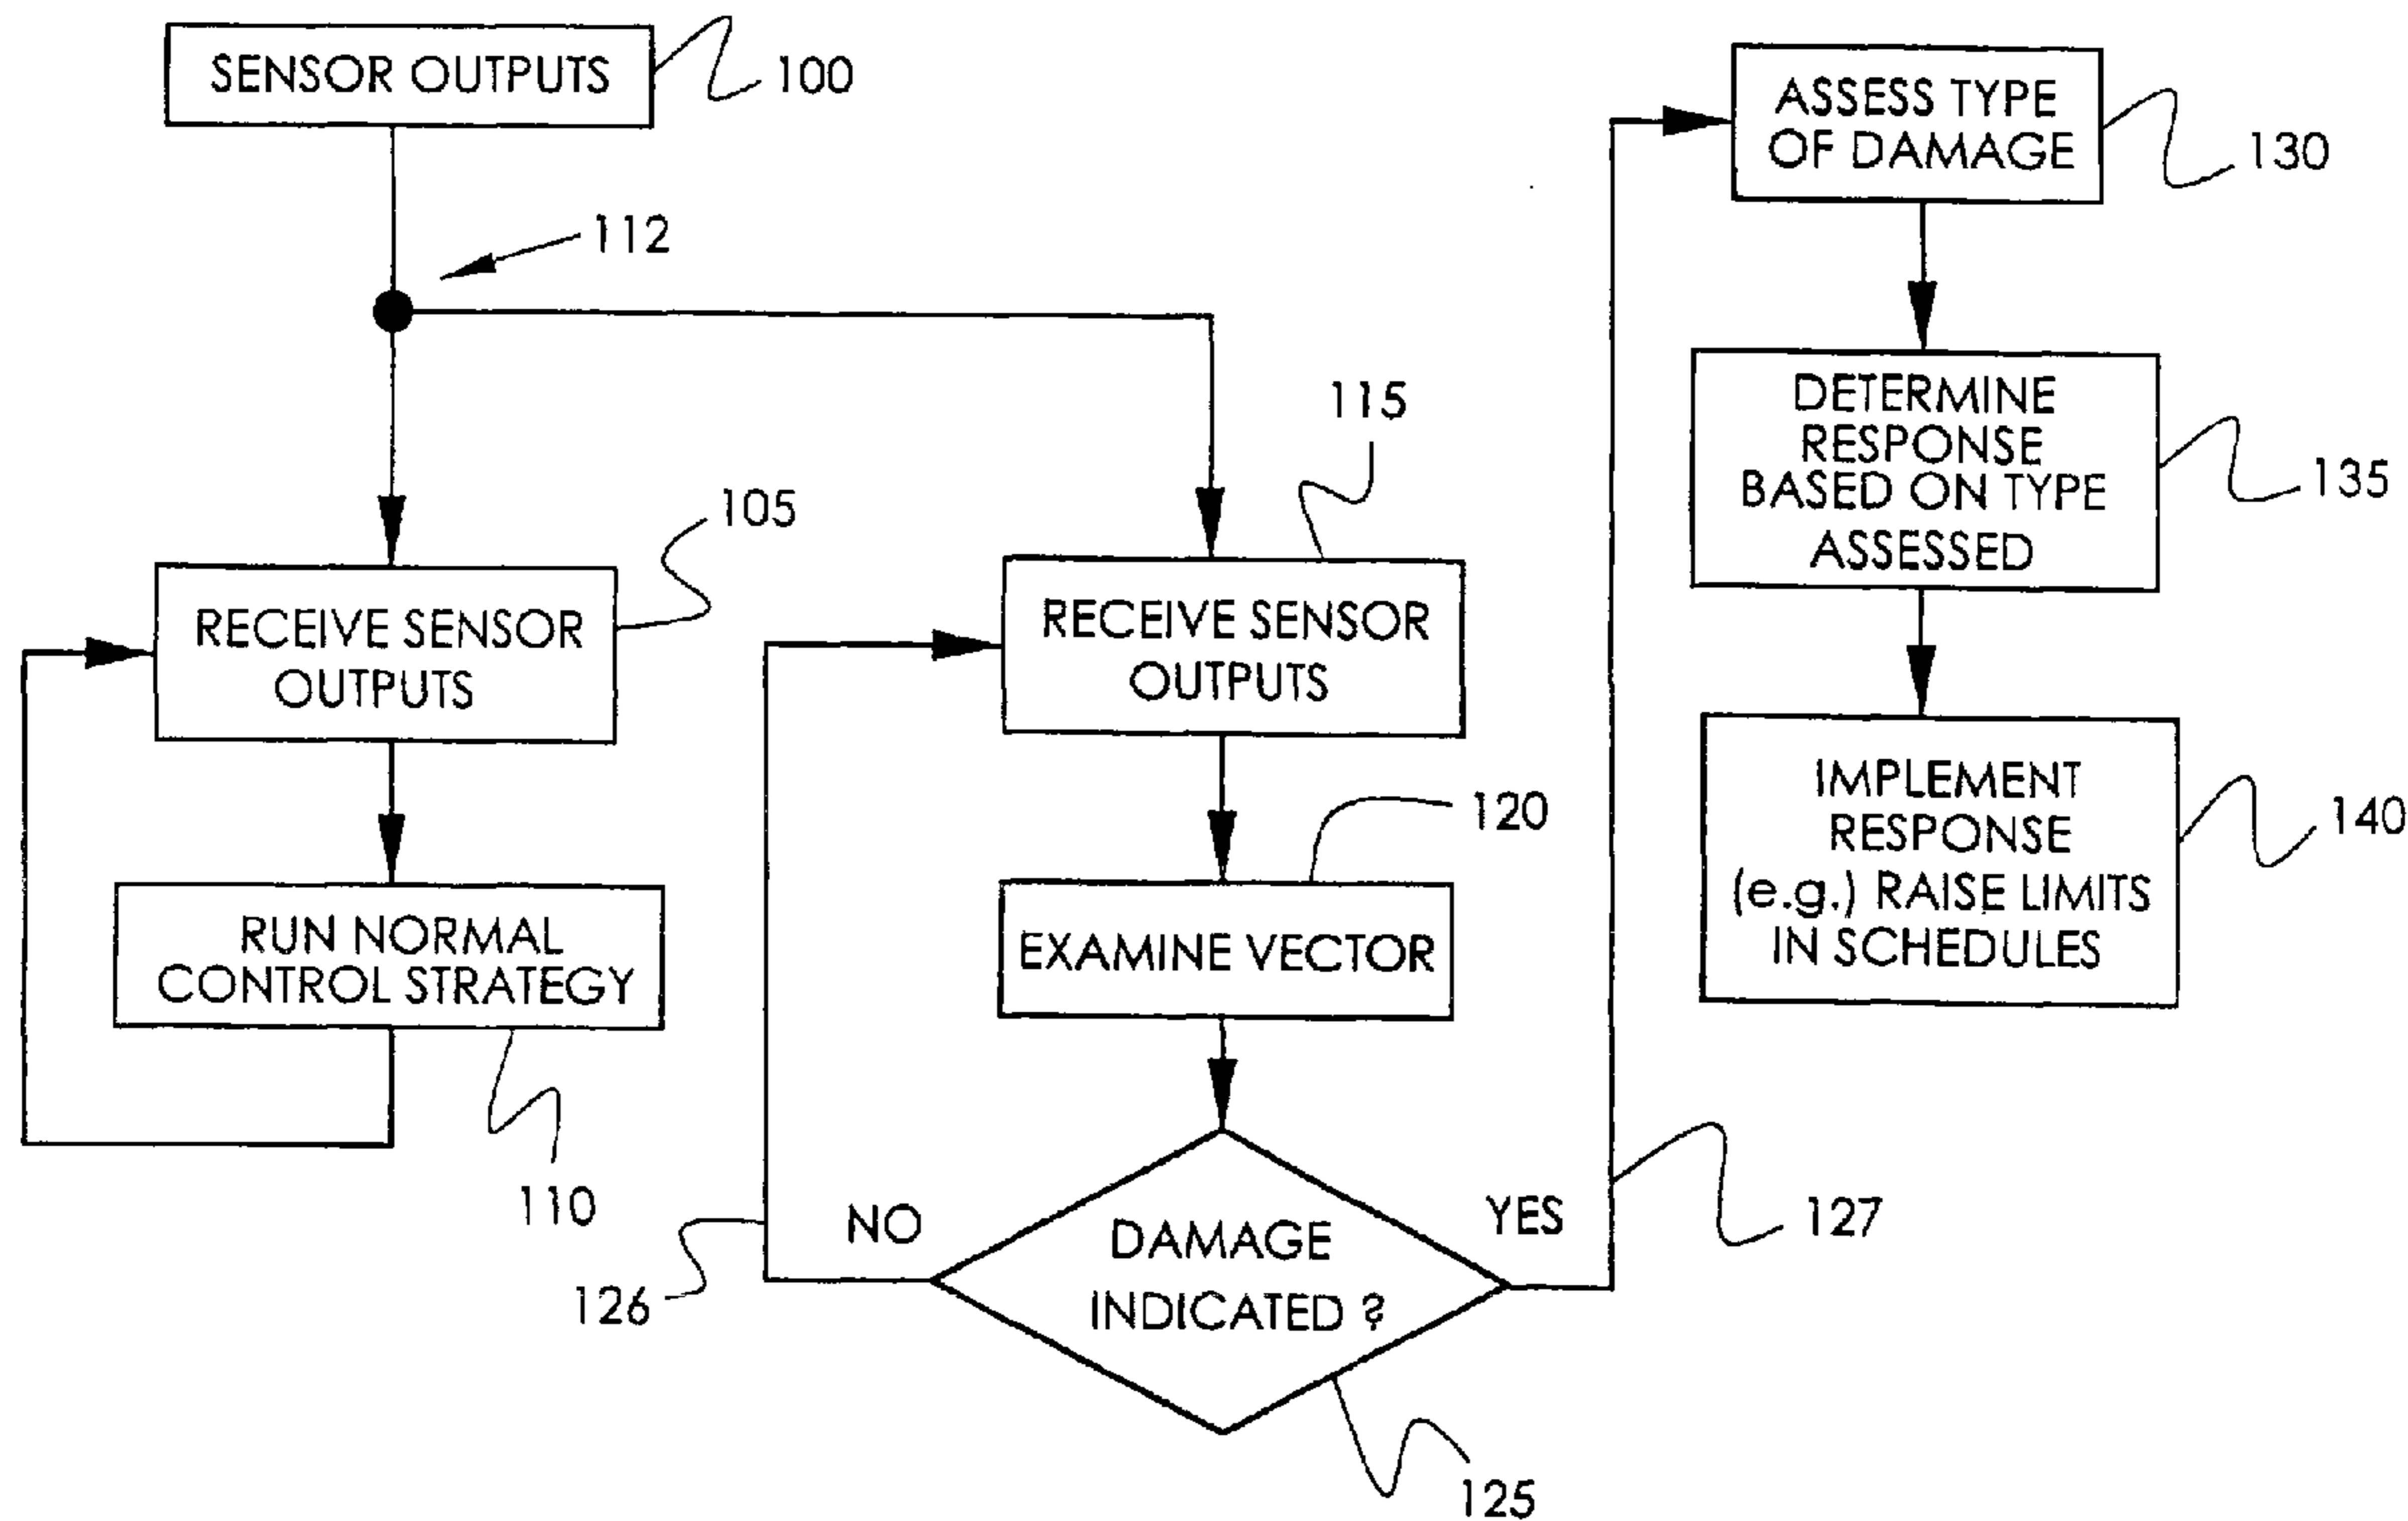 SENSOR OUTPUTS
100
112
RECEIVE SENSOR
OUTPUTS
105
RUN NORMAL
CONTROL STRATEGY
110
115
RECEIVE SENSOR
OUTPUTS
120
EXAMINE VECTOR
DAMAGE
INDICATED ?
NO
YES
126
127
125
ASSESS TYPE
OF DAMAGE
130
DETERMINE
RESPONSE
BASED ON TYPE
ASSESSED
135
IMPLEMENT
RESPONSE
(e.g.) RAISE LIMITS
IN SCHEDULES
140